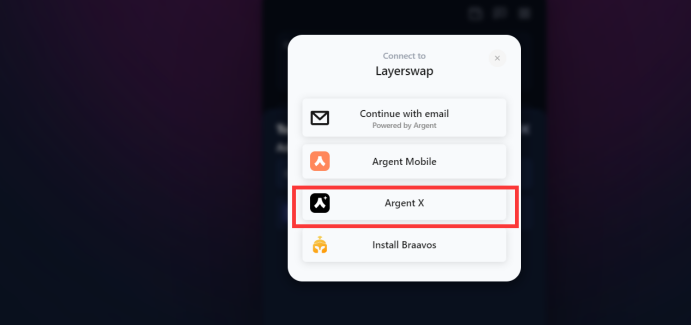 Connect to
Layerswap
Continue with email
Powered by Argent
Argent Mobile
Argent X
Install Braavos